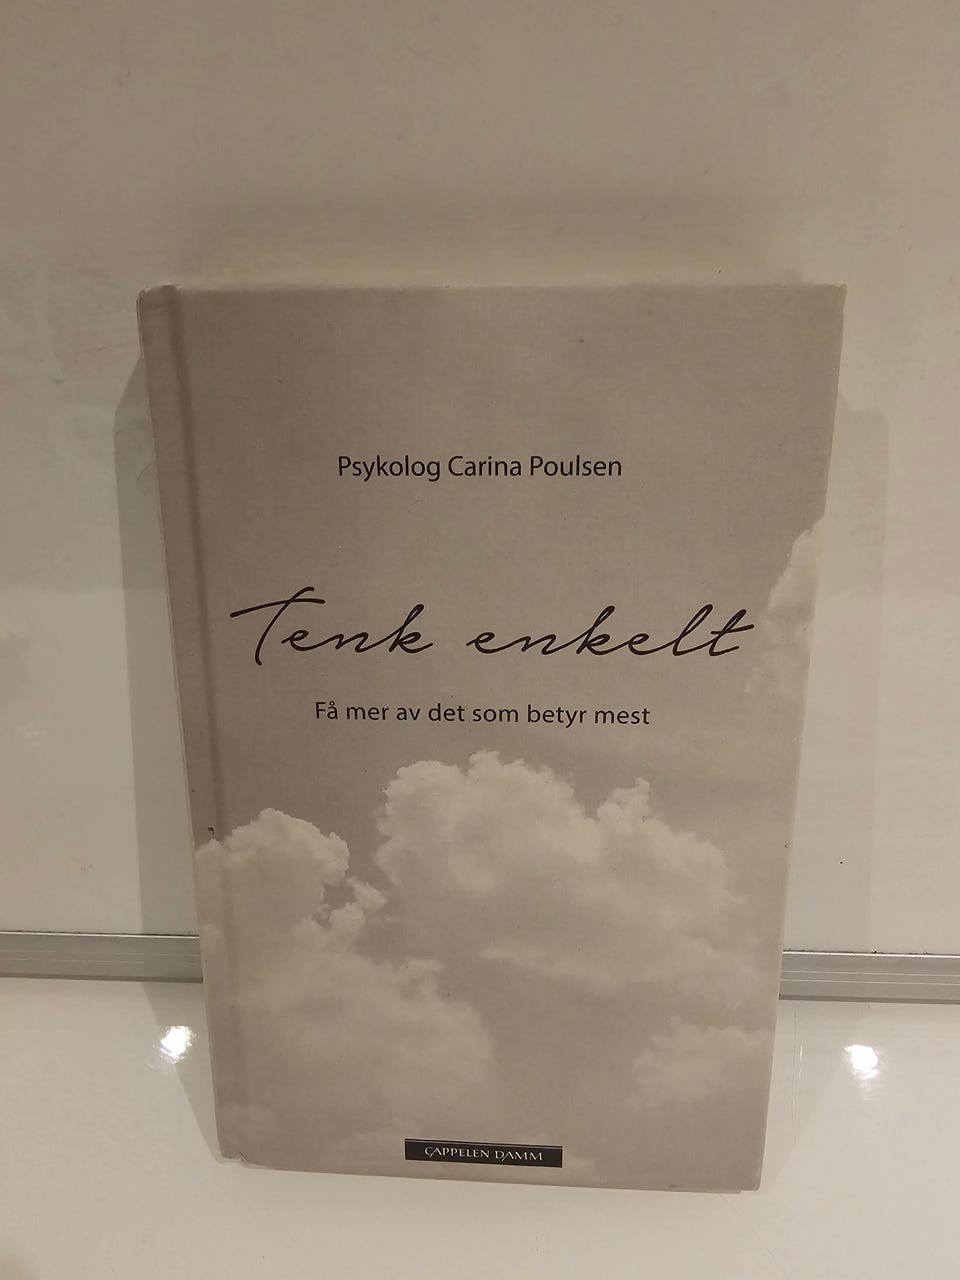 Psykolog Carina Poulsen
Tenk enkelt
Få mer av det som betyr mest
CAPPELEN DAMM